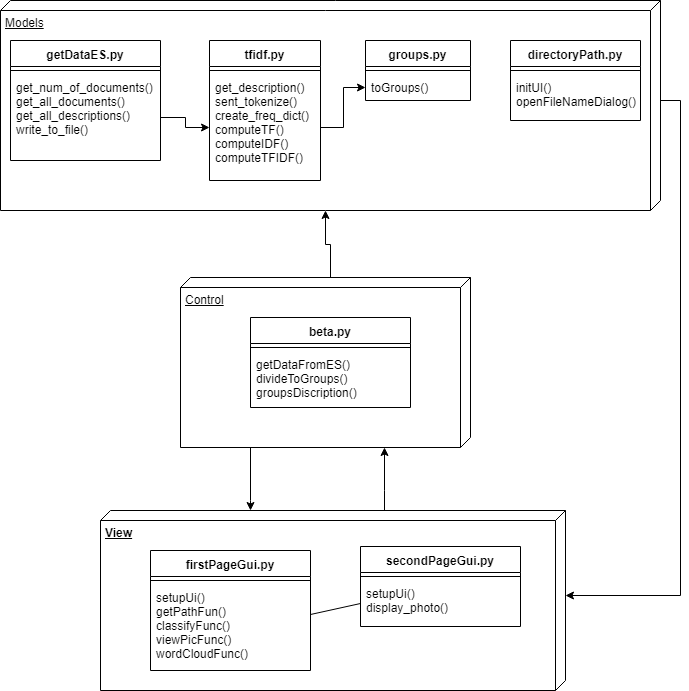 Models
getDataES.py
get_num_of_documents()
get_all_documents()
get_all_descriptions()
write_to_file()
tfidf.py
get_description()
sent_tokenize()
create_freq_dict()
computeTF()
computeIDF()
computeTFIDF()
groups.py
toGroups()
directoryPath.py
initUI()
openFileNameDialog()
Control
beta.py
getDataFromES()
divideToGroups()
groupsDiscription()
View
firstPageGui.py
setupUi()
getPathFun()
classifyFunc()
viewPicFunc()
wordCloudFunc()
secondPageGui.py
setupUi()
display_photo()